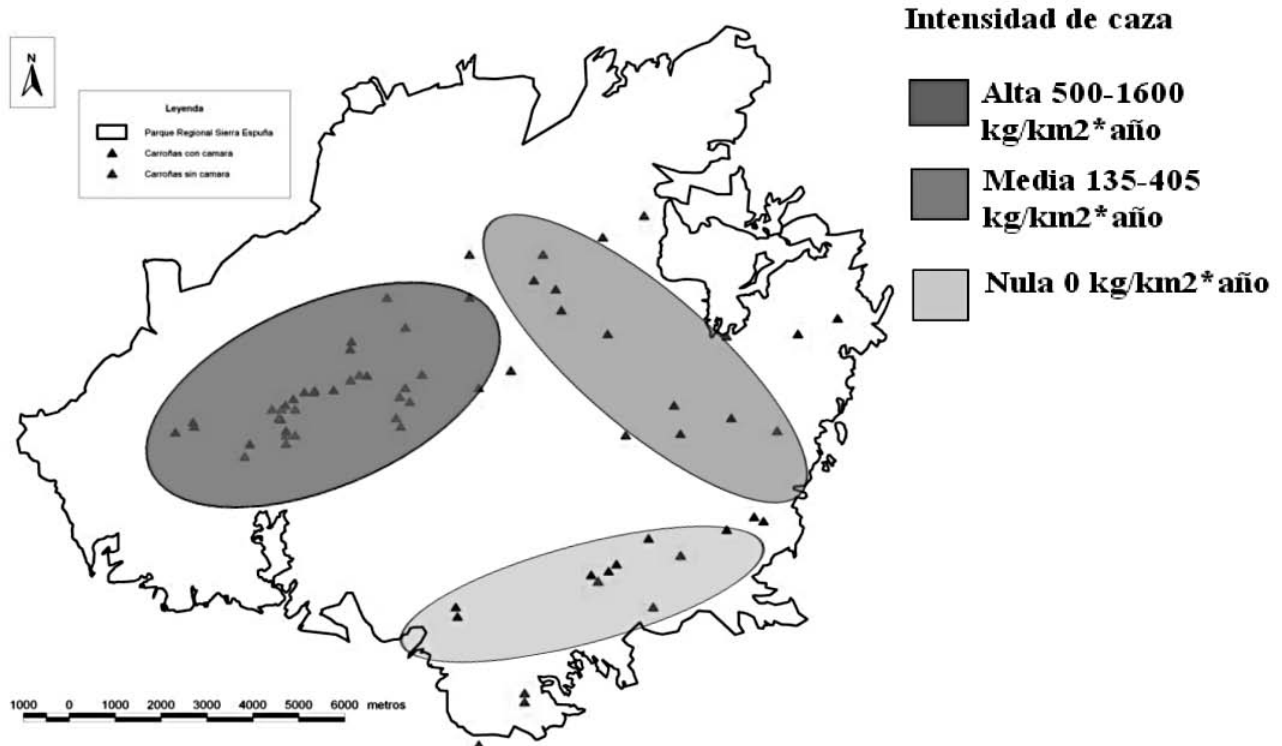 Intensidad de caza
Alta 500-1600
kg/km2*año
Media 135-405
kg/km2*año
Nula 0 kg/km2*año
N
Leyenda
Parque Regional Sierra Espuña
Carroñas con camara
Carroñas sin camara
1000 0 1000 2000 3000 4000 5000 6000 metros